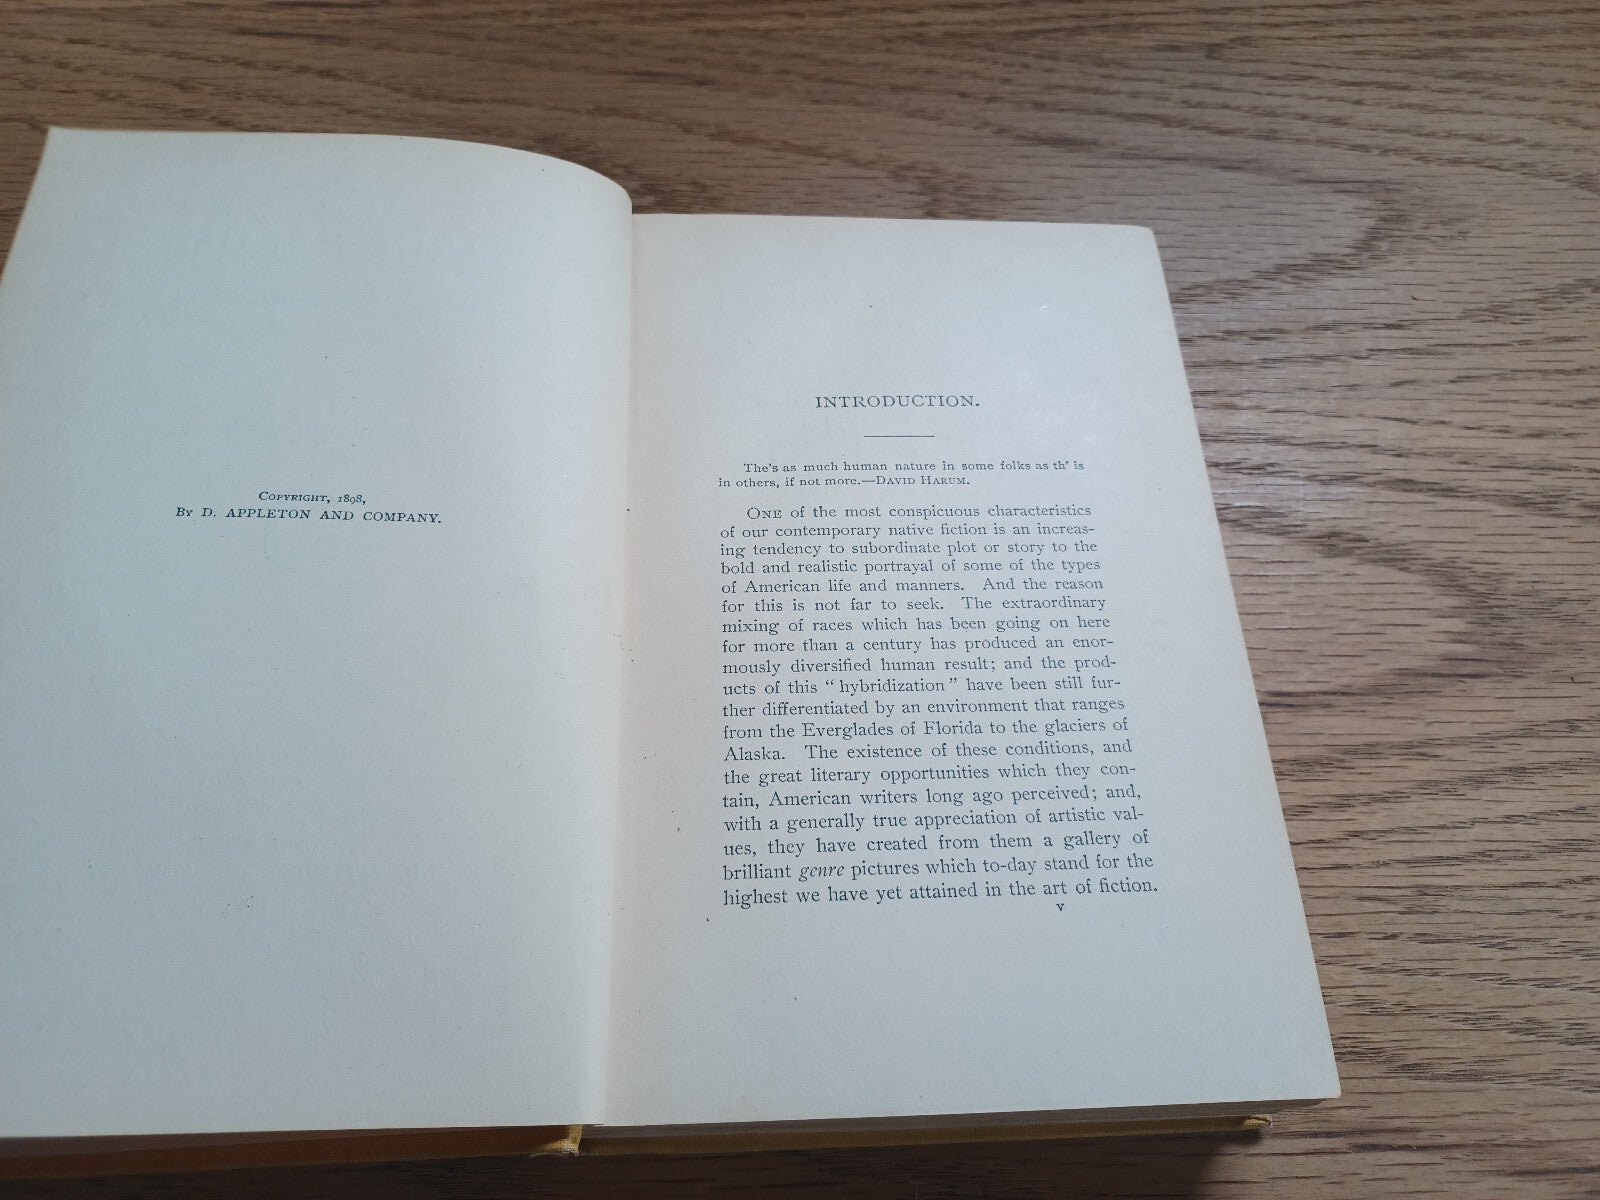 Copyright, 1898,
By D. APPLETON AND COMPANY.
INTRODUCTION.
The's as much human nature in some folks as th' is
in others, if not more.—David Harum.
One of the most conspicuous characteristics
of our contemporary native fiction is an increas-
ing tendency to subordinate plot or story to the
bold and realistic portrayal of some of the types
of American life and manners. And the reason
for this is not far to seek. The extraordinary
mixing of races which has been going on here
for more than a century has produced an enor-
mously diversified human result; and the prod-
ucts of this “ hybridization ” have been still fur-
ther differentiated by an environment that ranges
from the Everglades of Florida to the glaciers of
Alaska. The existence of these conditions, and
the great literary opportunities which they con-
tain, American writers long ago perceived; and,
with a generally true appreciation of artistic val-
ues, they have created from them a gallery of
brilliant genre pictures which to-day stand for the
highest we have yet attained in the art of fiction.
v